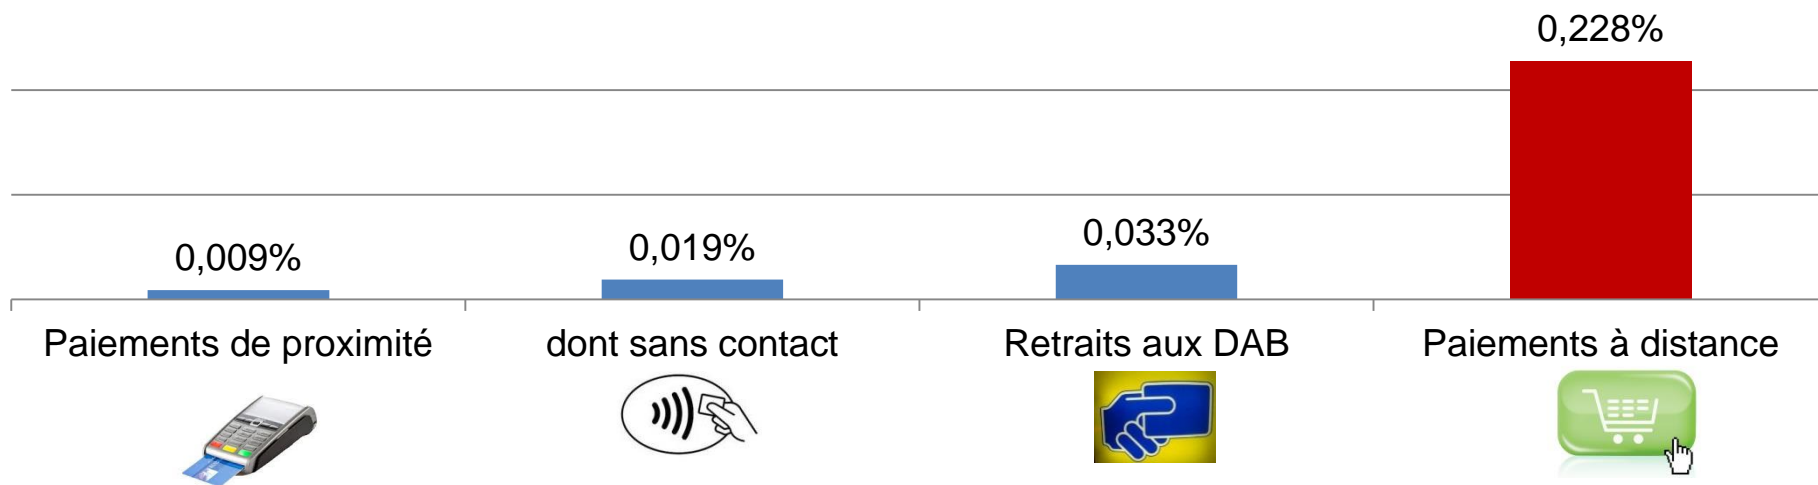 0,228%
0,009%
0,019%
0,033%
Paiements de proximité
dont sans contact
Retraits aux DAB
Paiements à distance